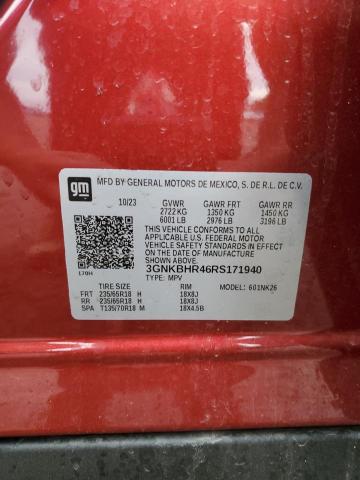 gm
MFD BY GENERAL MOTORS DE MEXICO, S. DE R.L. DE C.V.
10/23 GVWR GAWR FRT GAWR RR
2722 KG 1350 KG 1450 KG
6001 LB 2976 LB 3196 LB
THIS VEHICLE CONFORMS TO ALL
APPLICABLE U.S. FEDERAL MOTOR
VEHICLE SAFETY STANDARDS IN EFFECT
ON THE DATE OF MANUFACTURE
SHOWN ABOVE.
3GNKBHR46RS171940
L70H TYPE: MPV
TIRE SIZE RIM MODEL: 601NK26
FRT 235/65R18 H 18X8J
RR 235/65R18 H 18X8J
SPA T135/70R18 M 18X4.5B